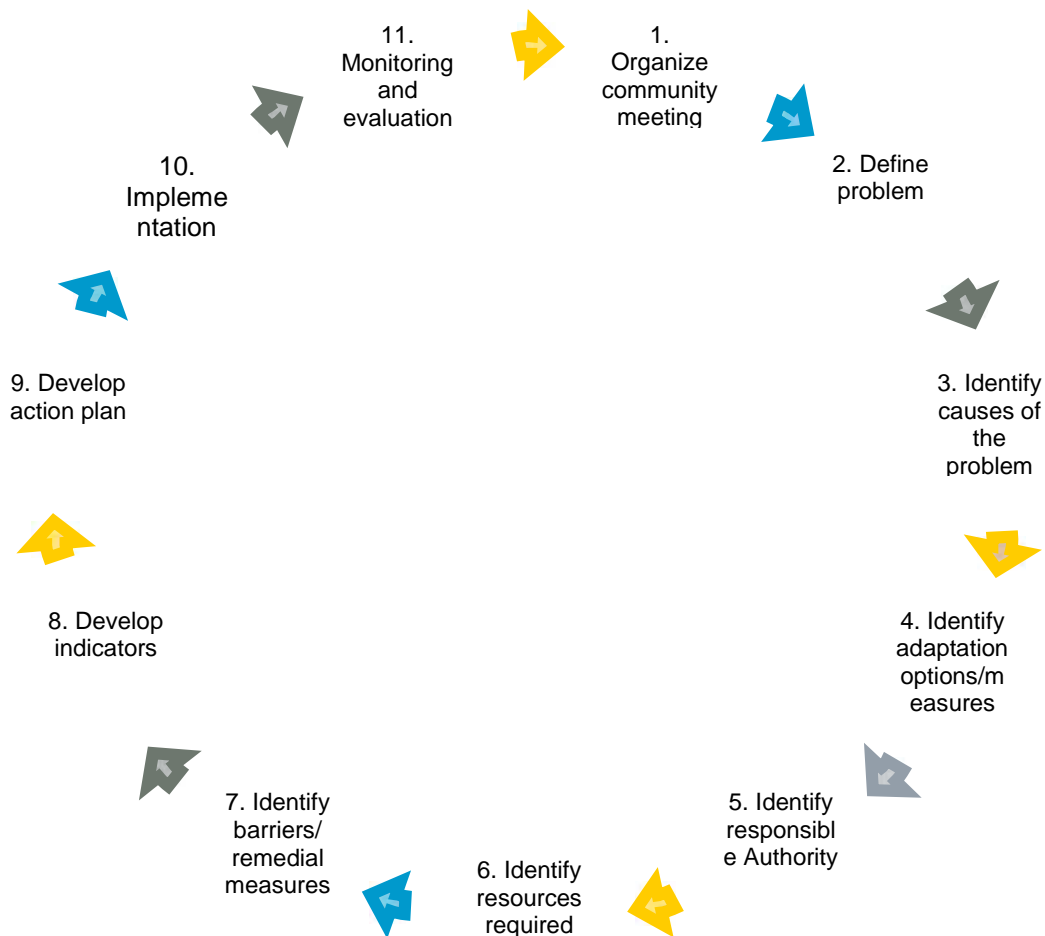 1.
Organize
community
meeting
2. Define
problem
3. Identify
causes of
the
problem
4. Identify
adaptation
options/m
easures
5. Identify
responsibl
e Authority
6. Identify
resources
required
7. Identify
barriers/
remedial
measures
8. Develop
indicators
9. Develop
action plan
10.
Impleme
ntation
11.
Monitoring
and
evaluation